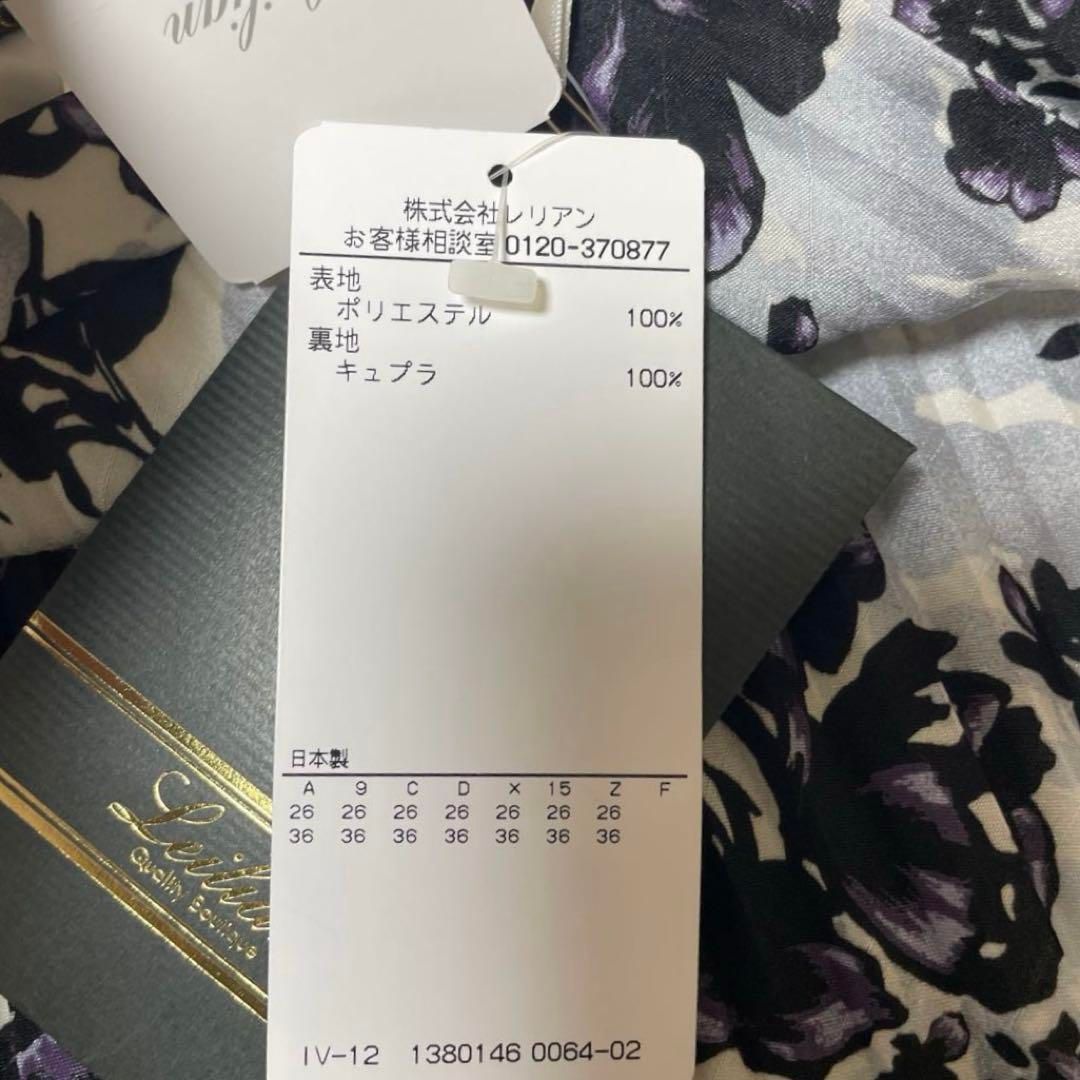 株式会社レリアン
お客様相談室 0120-370877
表地
ポリエステル 100%
裏地
キュプラ 100%
日本製
A 9 C D X 15 Z F
26 26 26 26 26 26 26
36 36 36 36 36 36 36
IV-12 1380146 0064-02
Quality Boutique